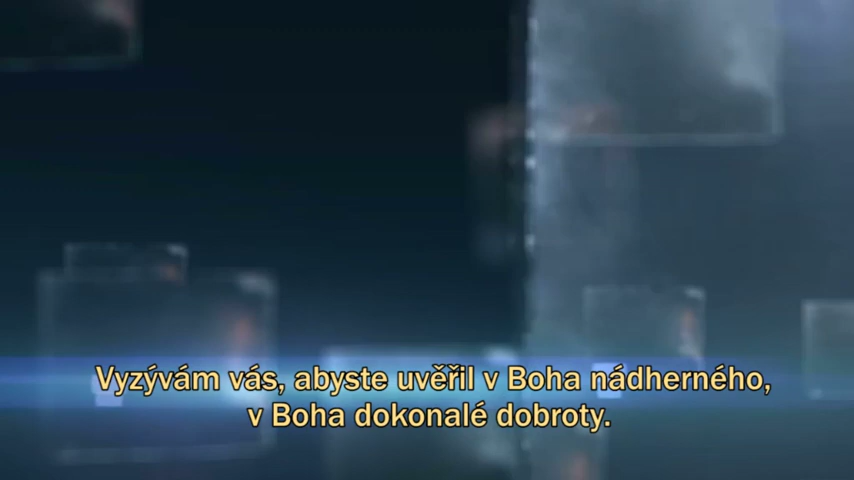 Vyzývám vás, abyste uvěřil v Boha nádherného,
v Boha dokonalé dobroty.